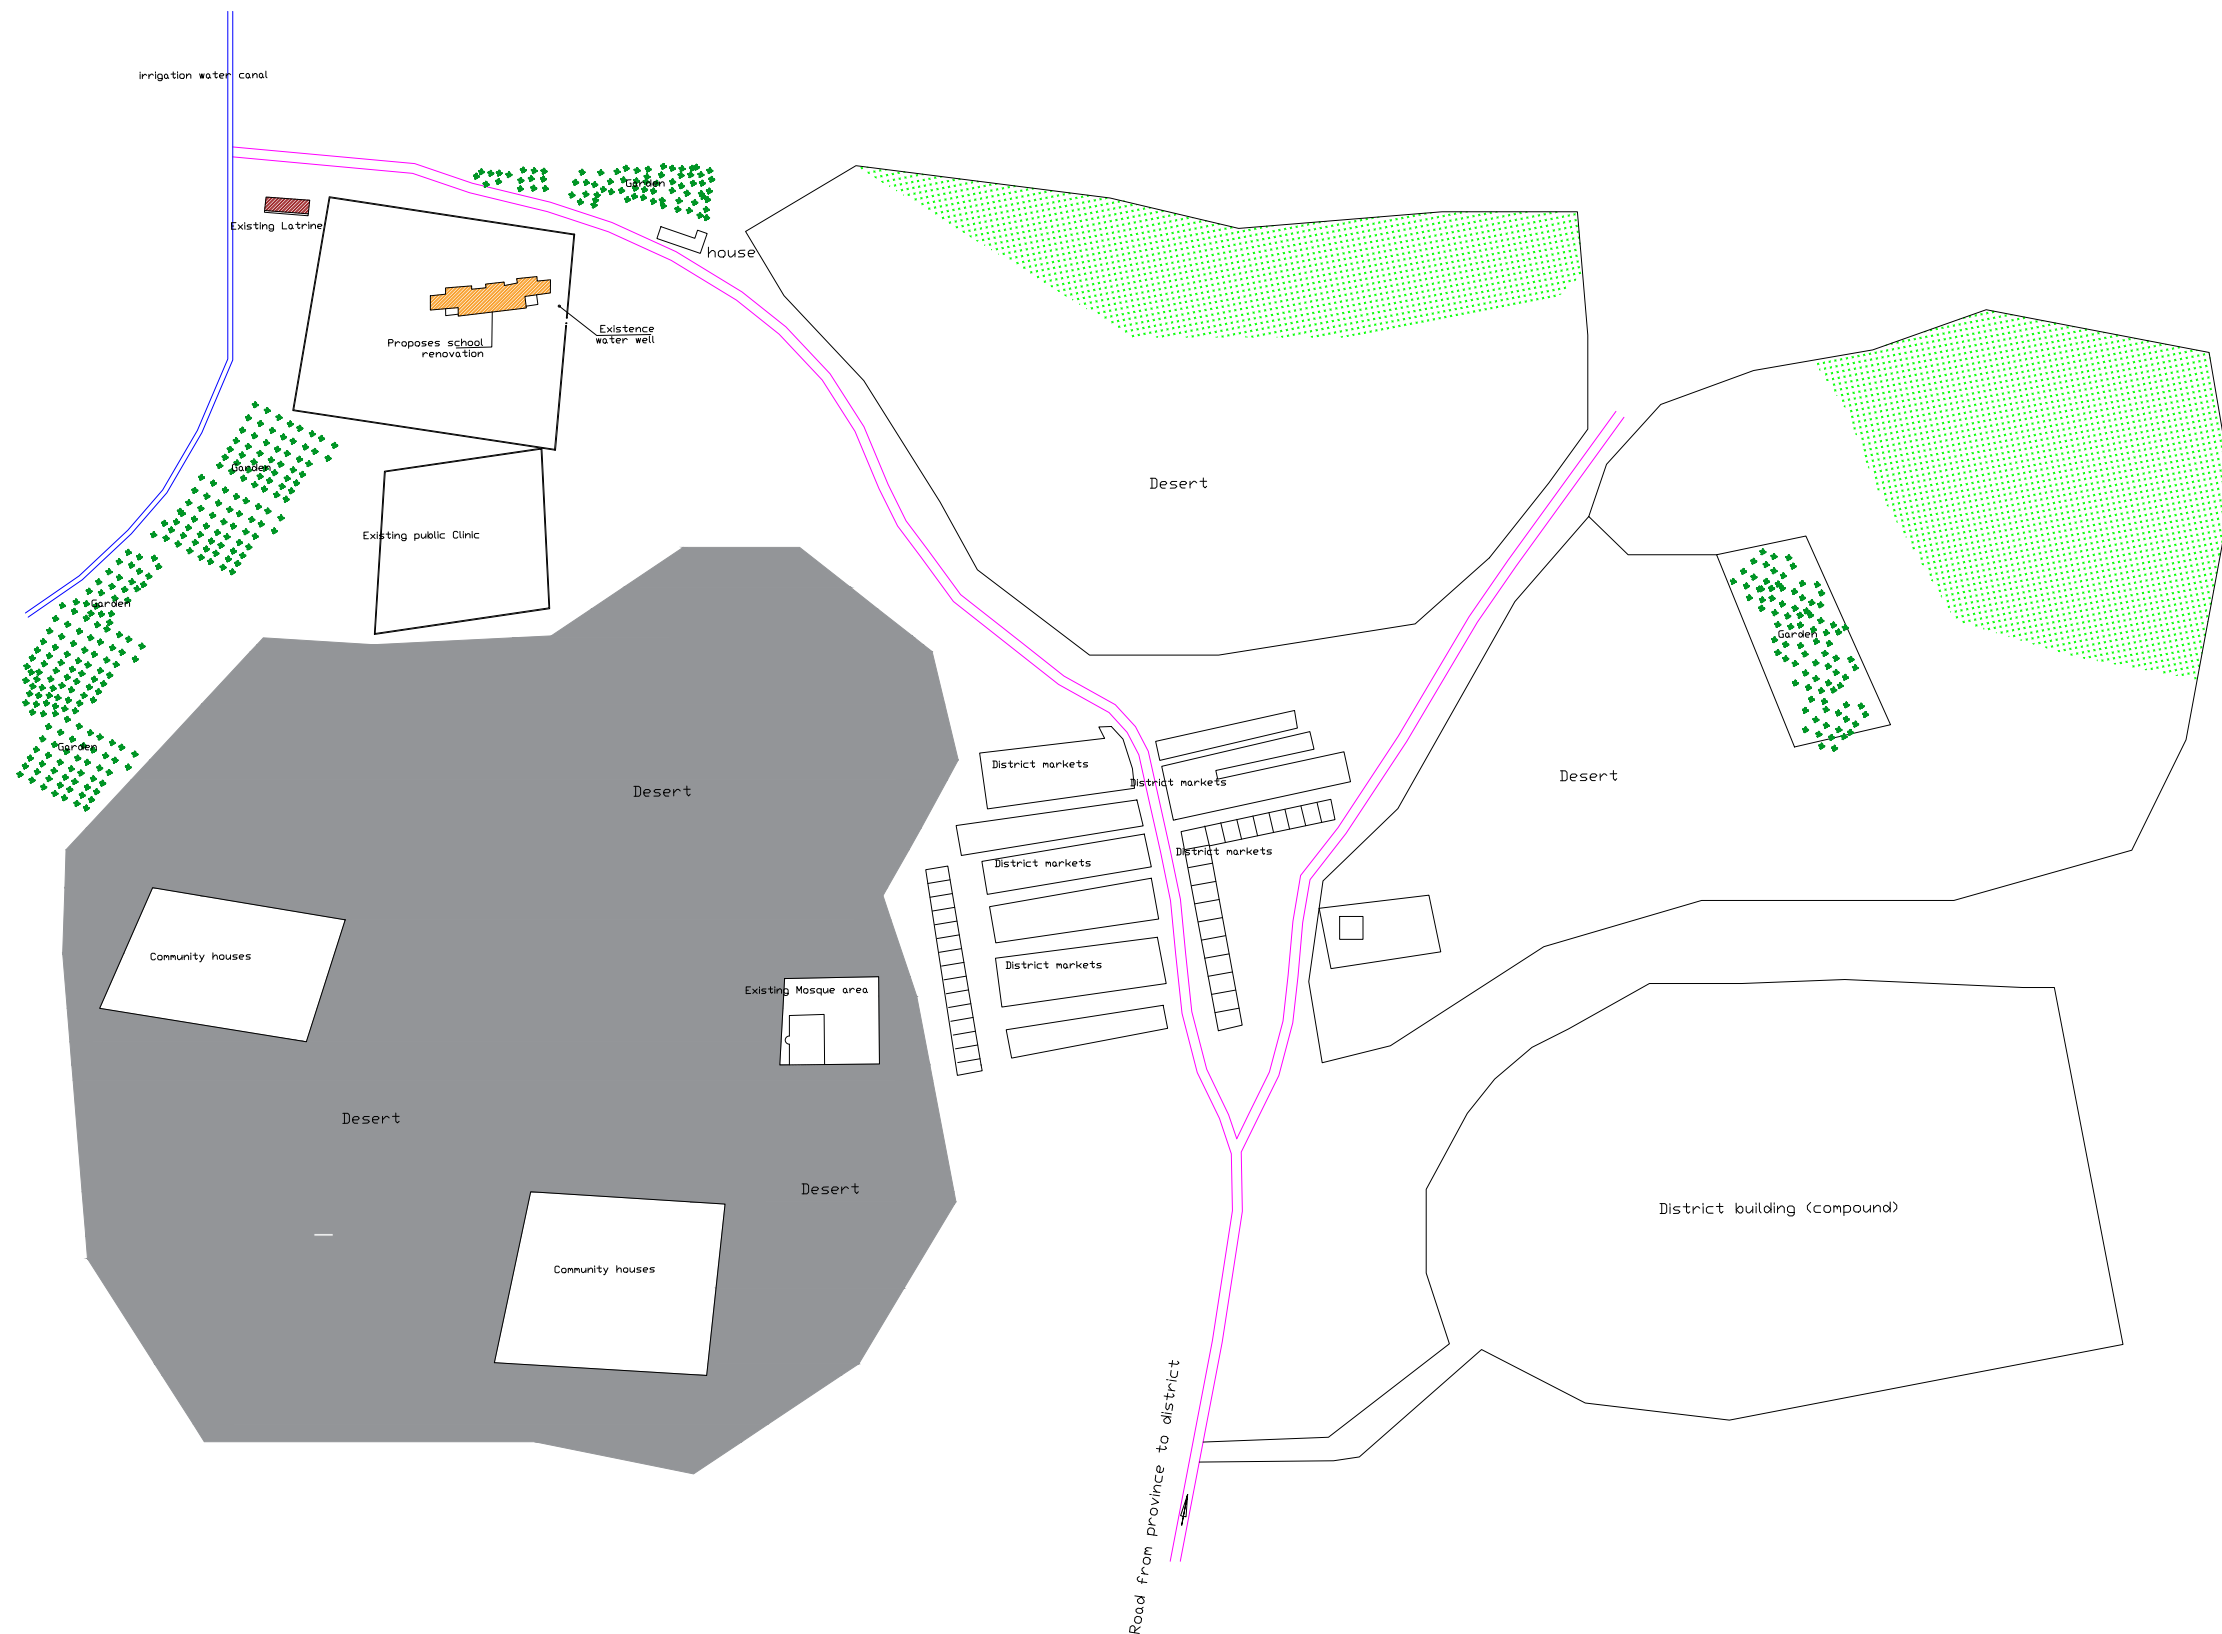 irrigation water canal
Garden
Existing Latrine
house
Existence
water well
Proposes school
renovation
Garden
Desert
Existing public Clinic
Garden
Garden
Garden
Desert
District markets
District markets
Desert
Desert
District markets
District markets
Community houses
District markets
Existing Mosque area
Desert
Desert
District building (compound)
Community houses
Road from province to district